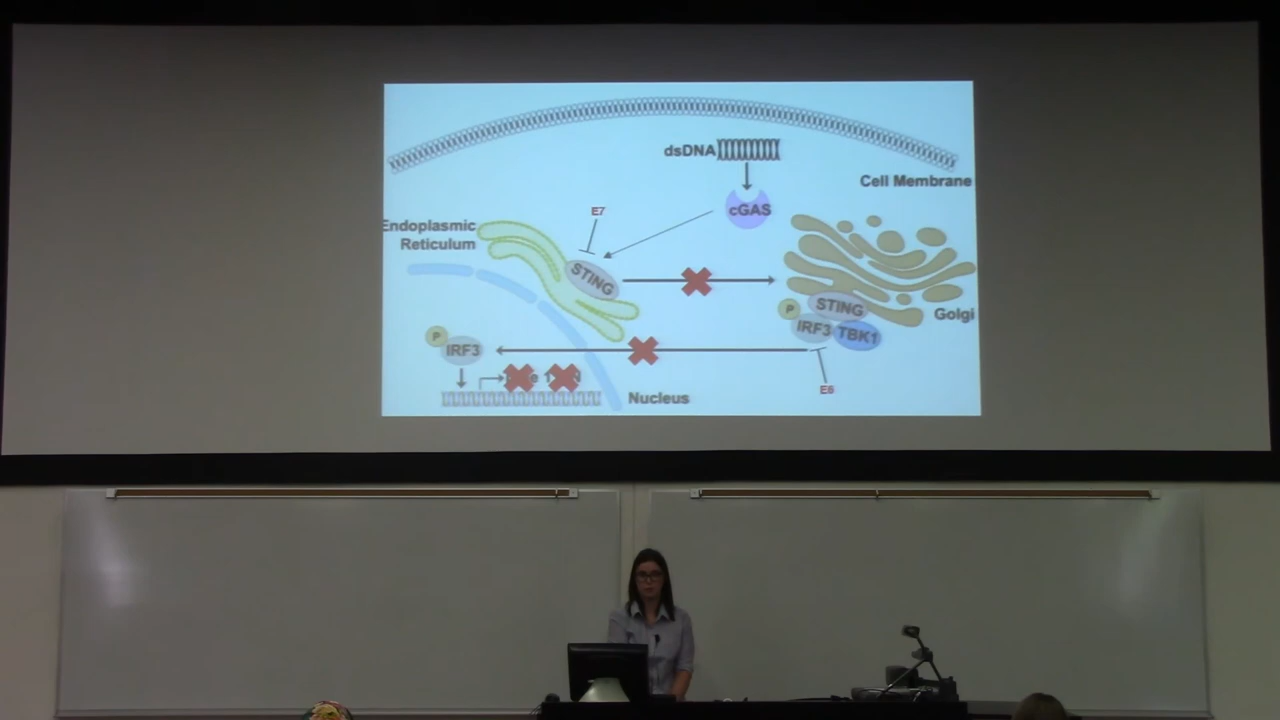 dsDNA
Cell Membrane
cGAS
E7
Endoplasmic
Reticulum
STING
STING
P
IRF3
TBK1
Golgi
P
IRF3
E6
Nucleus